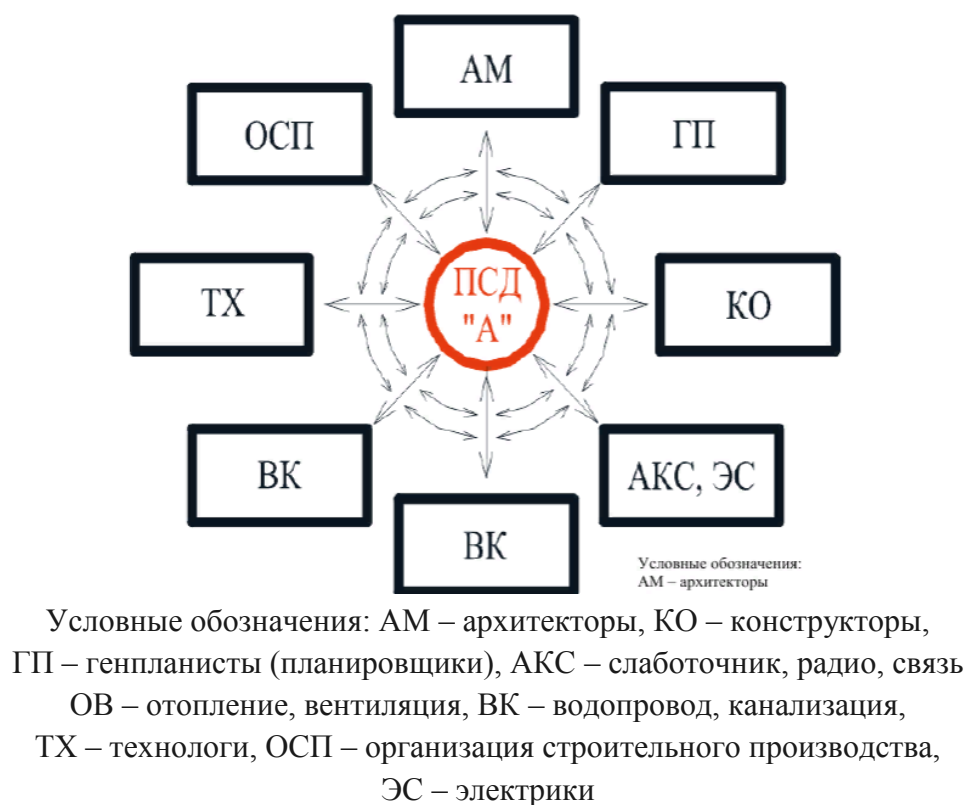 АМ
ОСП
ГП
ПСД
"А"
ТХ
КО
ВК
АКС, ЭС
ВК
Условные обозначения:
АМ – архитекторы
Условные обозначения: АМ – архитекторы, КО – конструкторы,
ГП – генпланисты (планировщики), АКС – слаботочник, радио, связь
ОВ – отопление, вентиляция, ВК – водопровод, канализация,
ТХ – технологи, ОСП – организация строительного производства,
ЭС – электрики